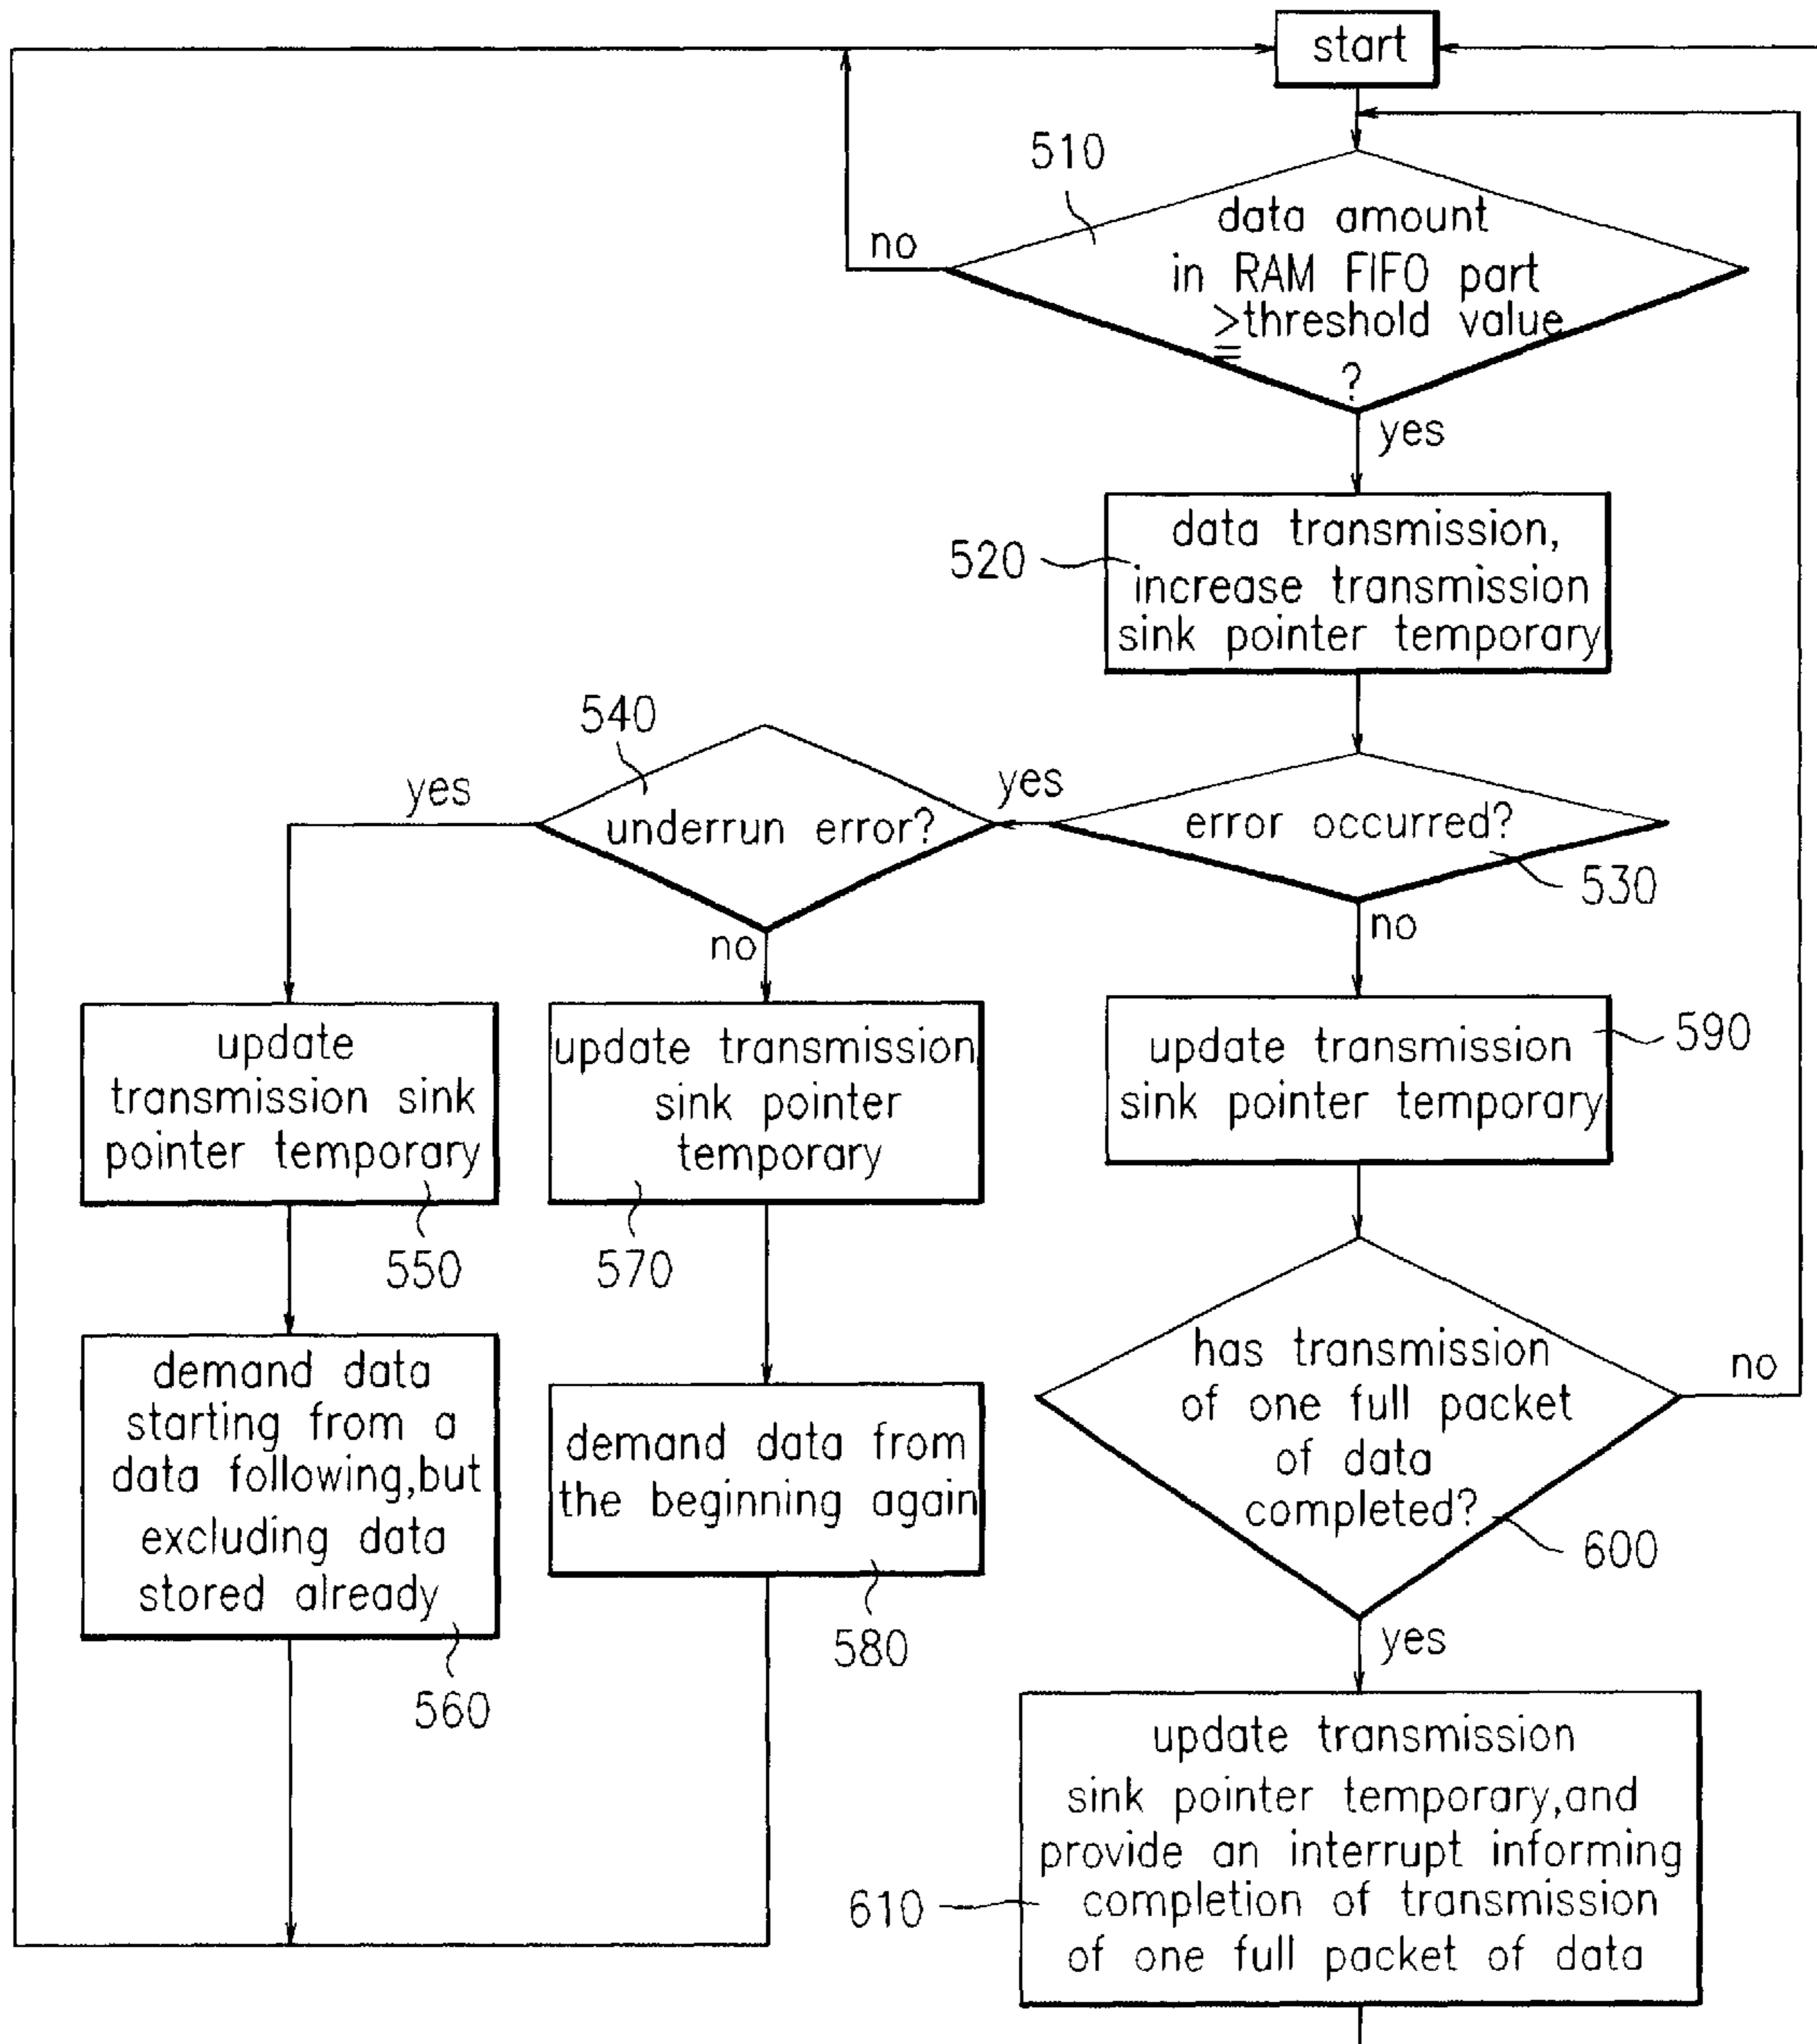 start
510
data amount
in RAM FIFO part
≧threshold value
?
no
yes
520
data transmission,
increase transmission
sink pointer temporary
540
underrun error?
yes
yes
error occurred?
530
no
no
update
transmission sink
pointer temporary
550
update transmission
sink pointer
temporary
570
update transmission
sink pointer temporary
590
demand data
starting from a
data following,but
excluding data
stored already
560
demand data from
the beginning again
580
has transmission
of one full packet
of data
completed?
600
no
yes
update transmission
sink pointer temporary,and
provide an interrupt informing
completion of transmission
of one full packet of data
610